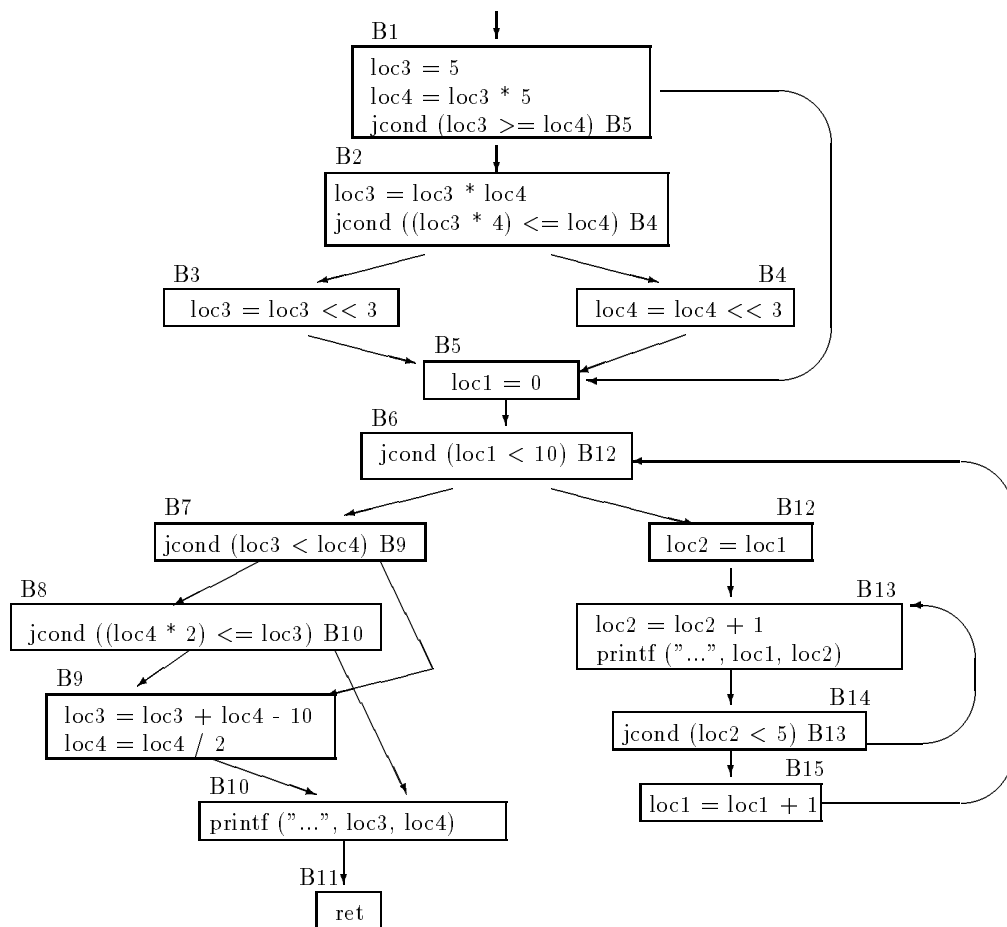 B1
loc3 = 5
loc4 = loc3 * 5
jcond (loc3 >= loc4) B5
B2
loc3 = loc3 * loc4
jcond ((loc3 * 4) <= loc4) B4
B3
loc3 = loc3 << 3
B4
loc4 = loc4 << 3
B5
loc1 = 0
B6
jcond (loc1 < 10) B12
B7
jcond (loc3 < loc4) B9
B8
jcond ((loc4 * 2) <= loc3) B10
B9
loc3 = loc3 + loc4 - 10
loc4 = loc4 / 2
B10
printf ("...", loc3, loc4)
B11
ret
B12
loc2 = loc1
B13
loc2 = loc2 + 1
printf ("...", loc1, loc2)
B14
jcond (loc2 < 5) B13
B15
loc1 = loc1 + 1